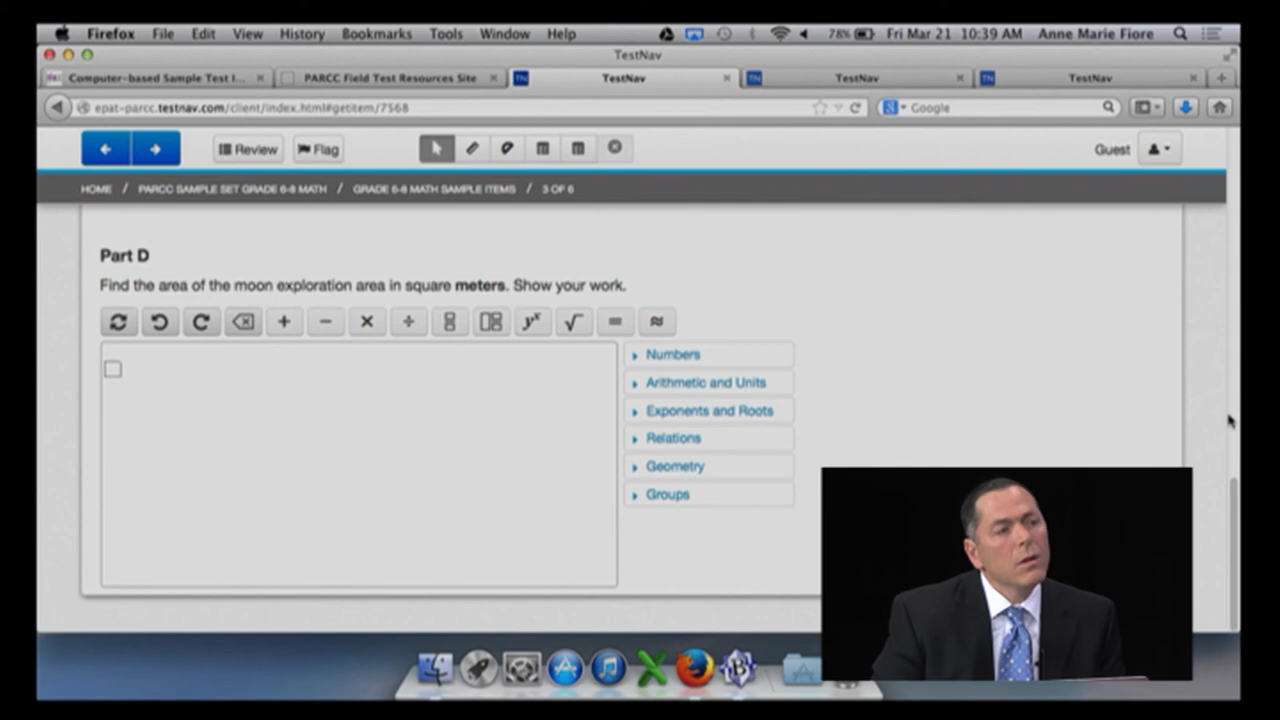 Firefox File Edit View History Bookmarks Tools Window Help 78% Fri Mar 21 10:39 AM Anne Marie Fiore
TestNav
Computer-based Sample Test I... PARCC Field Test Resources Site TestNav TestNav TestNav
epat-parcc.testnav.com/client/index.html#getitem/7568 Google
Review Flag Guest
HOME / PARCC SAMPLE SET GRADE 6-8 MATH / GRADE 6-8 MATH SAMPLE ITEMS / 3 OF 6
Part D
Find the area of the moon exploration area in square meters. Show your work.
+ − × ÷ yˣ √ = ≈
Numbers
Arithmetic and Units
Exponents and Roots
Relations
Geometry
Groups